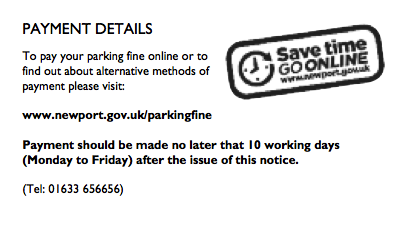 PAYMENT DETAILS
To pay your parking fine online or to
find out about alternative methods of
payment please visit:
Save time
GO ONLINE
www.newport.gov.uk
www.newport.gov.uk/parkingfine
Payment should be made no later that 10 working days
(Monday to Friday) after the issue of this notice.
(Tel: 01633 656656)